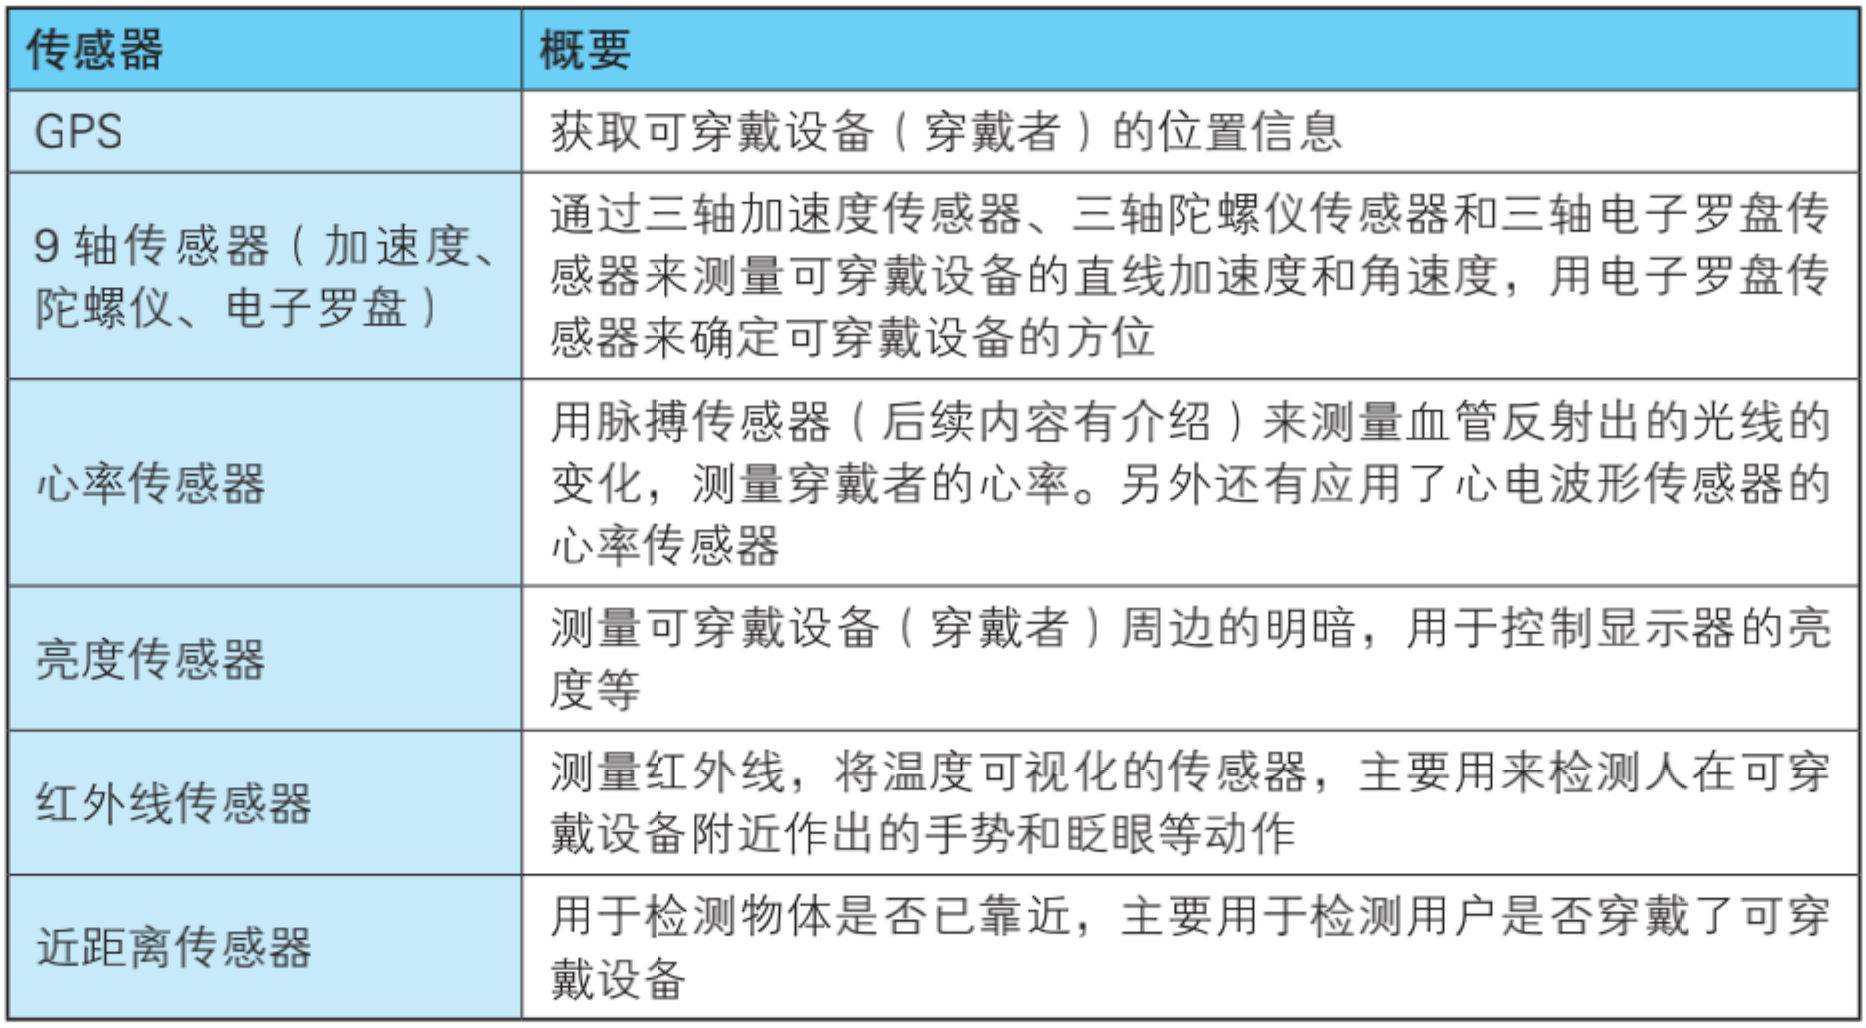 传感器
概要
GPS
获取可穿戴设备（穿戴者）的位置信息
9 轴传感器（加速度、
陀螺仪、电子罗盘）
通过三轴加速度传感器、三轴陀螺仪传感器和三轴电子罗盘传
感器来测量可穿戴设备的直线加速度和角速度，用电子罗盘传
感器来确定可穿戴设备的方位
心率传感器
用脉搏传感器（后续内容有介绍）来测量血管反射出的光线的
变化，测量穿戴者的心率。另外还有应用了心电波形传感器的
心率传感器
亮度传感器
测量可穿戴设备（穿戴者）周边的明暗，用于控制显示器的亮
度等
红外线传感器
测量红外线，将温度可视化的传感器，主要用来检测人在可穿
戴设备附近作出的手势和眨眼等动作
近距离传感器
用于检测物体是否已靠近，主要用于检测用户是否穿戴了可穿
戴设备